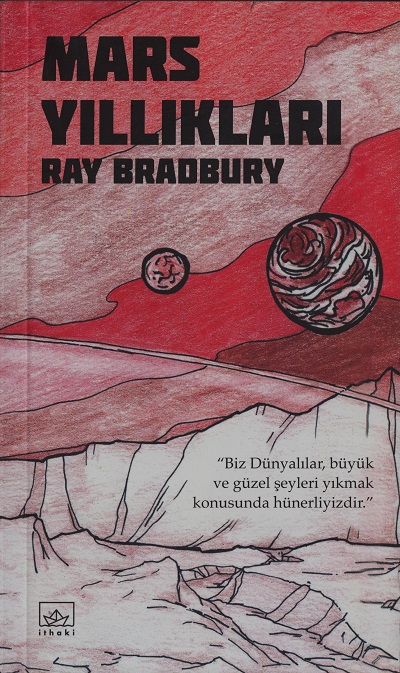 MARS
YILLIKLARI
RAY BRADBURY
“Biz Dünyalılar, büyük
ve güzel şeyleri yıkmak
konusunda hünerliyizdir.”
ithaki